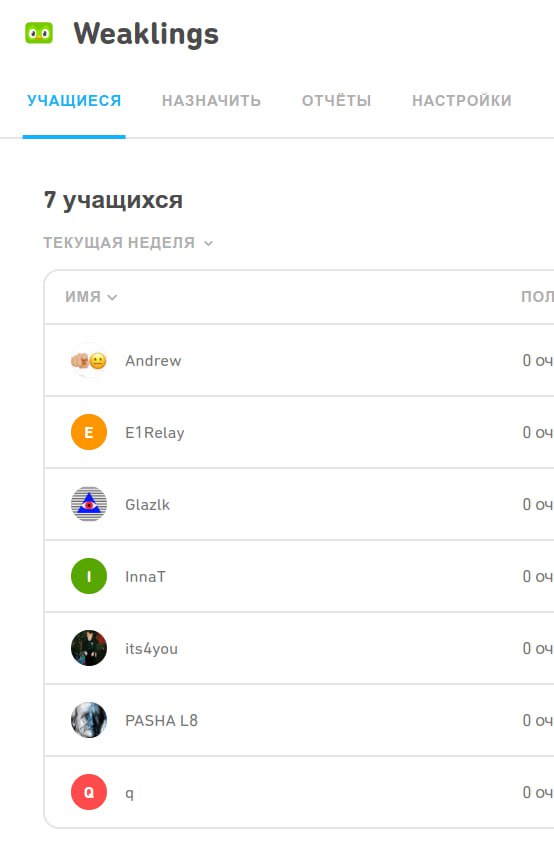 Weaklings
УЧАЩИЕСЯ НАЗНАЧИТЬ ОТЧЁТЫ НАСТРОЙКИ
7 учащихся
ТЕКУЩАЯ НЕДЕЛЯ
ИМЯ ПОЛ
Andrew 0 оч
E E1Relay 0 оч
Glazlk 0 оч
I InnaT 0 оч
its4you 0 оч
PASHA L8 0 оч
Q q 0 оч